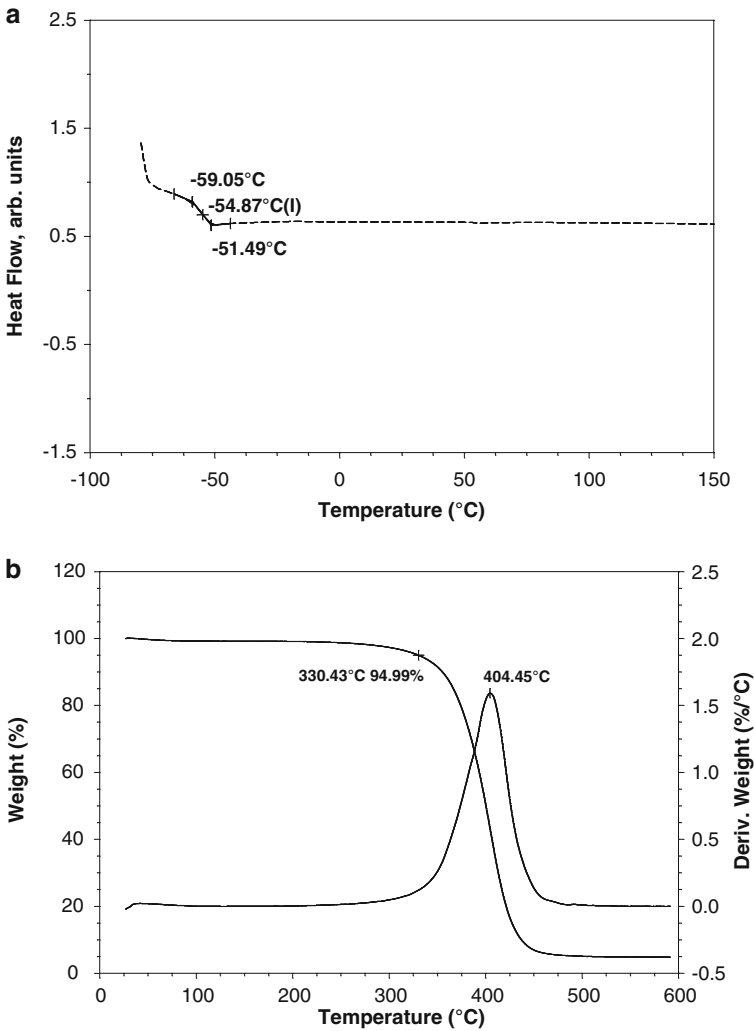 a
2.5
1.5
0.5
-0.5
-1.5
Heat Flow, arb. units
-59.05°C
-54.87°C(I)
-51.49°C
-100 -50 0 50 100 150
Temperature (°C)
b
120
100
80
60
40
20
0
Weight (%)
330.43°C 94.99%
404.45°C
2.5
2.0
1.5
1.0
0.5
0.0
-0.5
Deriv. Weight (%/°C)
0 100 200 300 400 500 600
Temperature (°C)